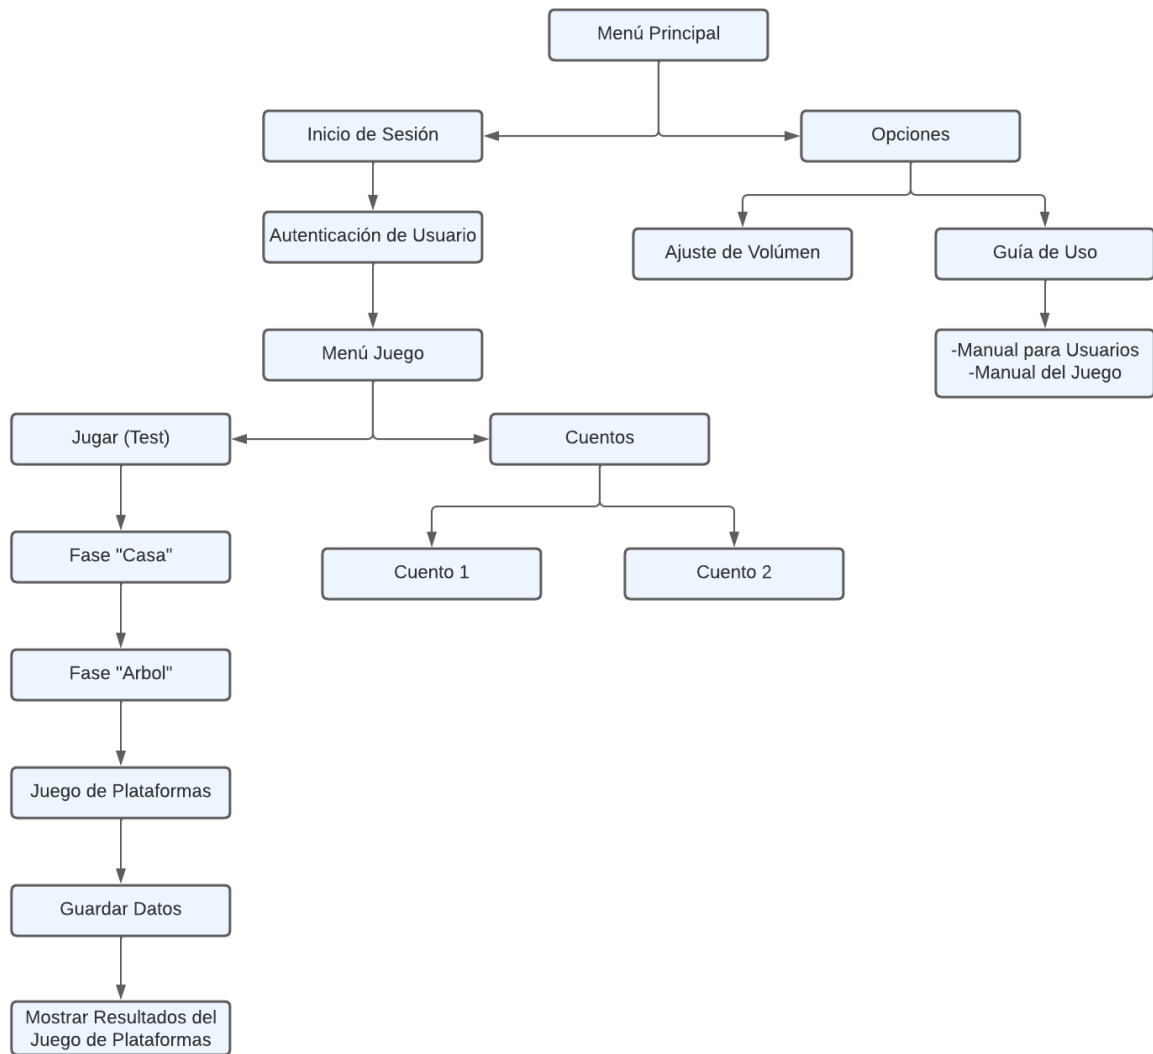 Menú Principal
Inicio de Sesión
Opciones
Autenticación de Usuario
Ajuste de Volúmen
Guía de Uso
Menú Juego
-Manual para Usuarios
-Manual del Juego
Jugar (Test)
Cuentos
Fase "Casa"
Cuento 1
Cuento 2
Fase "Arbol"
Juego de Plataformas
Guardar Datos
Mostrar Resultados del
Juego de Plataformas